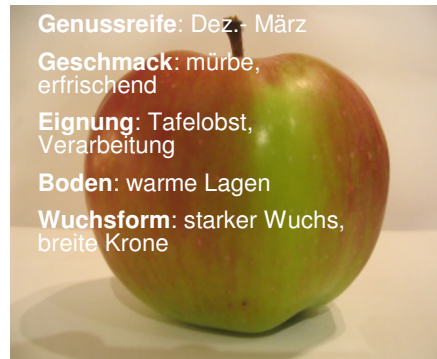 Genussreife: Dez.- März
Geschmack: mürbe,
erfrischend
Eignung: Tafelobst,
Verarbeitung
Boden: warme Lagen
Wuchsform: starker Wuchs,
breite Krone